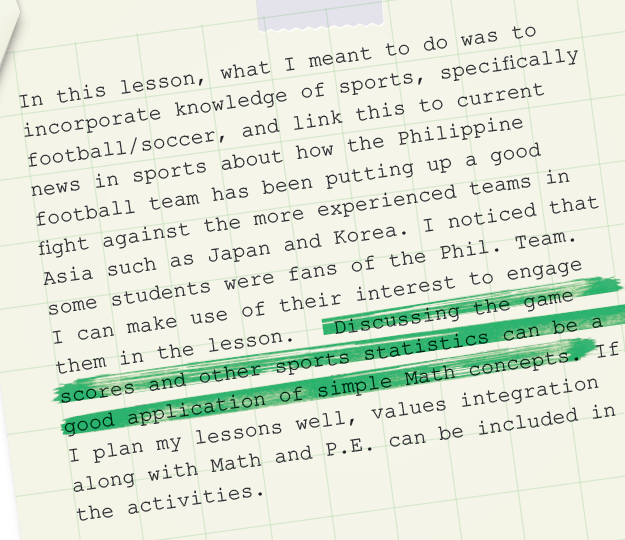 In this lesson, what I meant to do was to
incorporate knowledge of sports, specifically
football/soccer, and link this to current
news in sports about how the Philippine
football team has been putting up a good
fight against the more experienced teams in
Asia such as Japan and Korea. I noticed that
some students were fans of the Phil. Team.
I can make use of their interest to engage
them in the lesson. Discussing the game
scores and other sports statistics can be a
good application of simple Math concepts. If
I plan my lessons well, values integration
along with Math and P.E. can be included in
the activities.